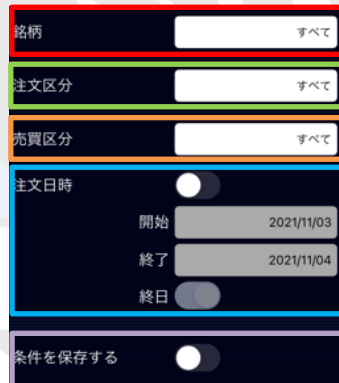 銘柄 すべて
注文区分 すべて
売買区分 すべて
注文日時
開始 2021/11/03
終了 2021/11/04
終日
条件を保存する